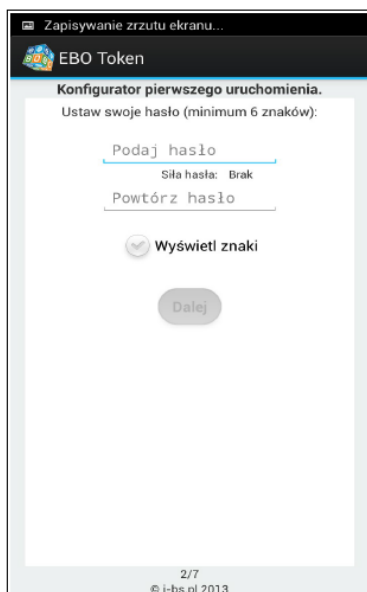 Zapisywanie zrzutu ekranu...
EBO Token
Konfigurator pierwszego uruchomienia.
Ustaw swoje hasło (minimum 6 znaków):
Podaj hasło
Siła hasła: Brak
Powtórz hasło
Wyświetl znaki
Dalej
2/7
© i-bs.pl 2013